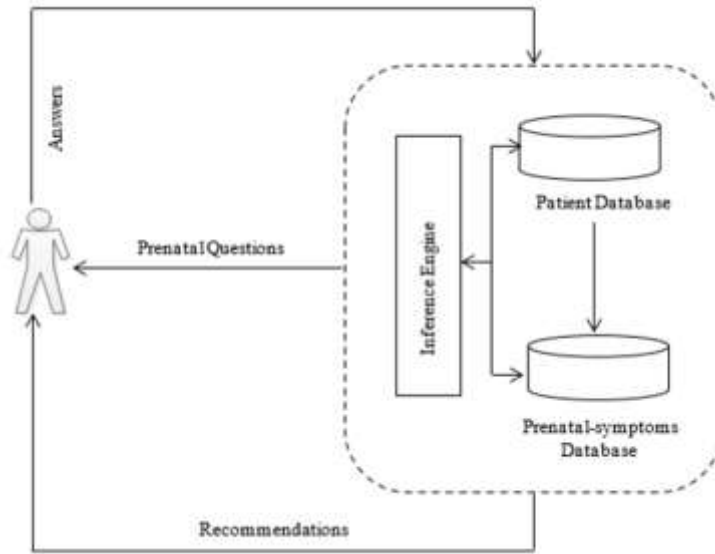 Answers
Patient Database
Prenatal Questions
Inference Engine
Prenatal-symptoms
Database
Recommendations